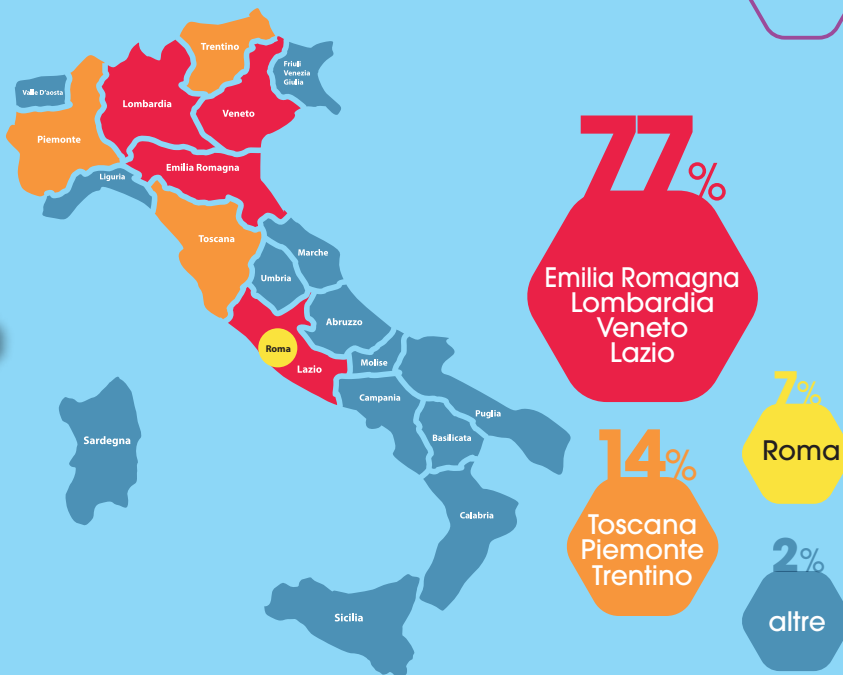 Trentino
Friuli
Venezia
Giulia
Valle D'aosta
Lombardia
Veneto
Piemonte
Emilia Romagna
Liguria
Toscana
Marche
Umbria
Abruzzo
Roma
Lazio
Molise
Campania
Puglia
Basilicata
Sardegna
Calabria
Sicilia
77%
Emilia Romagna
Lombardia
Veneto
Lazio
14%
Toscana
Piemonte
Trentino
7%
Roma
2%
altre